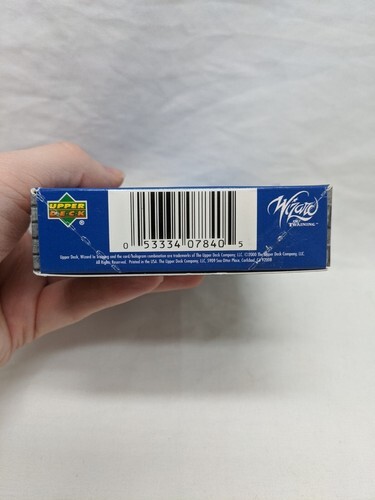 UPPER DECK ®
Wizard in TRAINING™
0 53334 07840 5
Upper Deck, Wizard in Training and the card/hologram combination are trademarks of The Upper Deck Company, LLC. ©2000 The Upper Deck Company, LLC.
All Rights Reserved. Printed in the USA. The Upper Deck Company, LLC, 5909 Sea Otter Place, Carlsbad, CA 92008